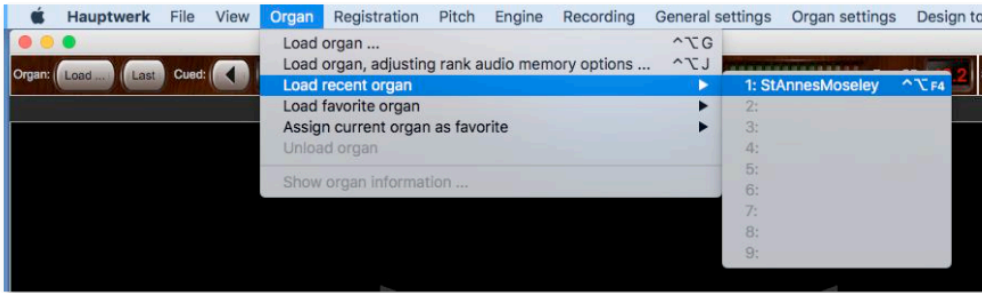 Hauptwerk File View Organ Registration Pitch Engine Recording General settings Organ settings Design to
Organ: Load ... Last Cued:
Load organ ... ^⌥G
Load organ, adjusting rank audio memory options ... ^⌥J
Load recent organ
Load favorite organ
Assign current organ as favorite
Unload organ
Show organ information ...
1: StAnnesMoseley ^⌥F4
2:
3:
4:
5:
6:
7:
8:
9: